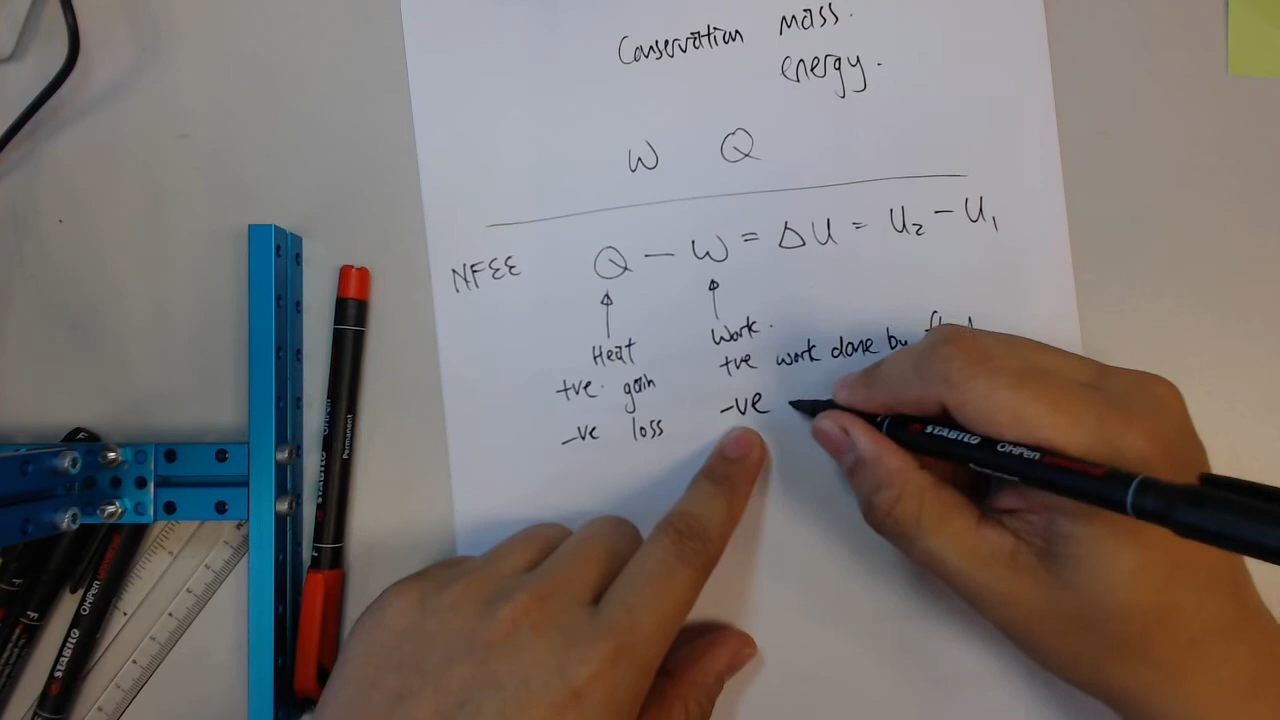 Conservation mass.
energy.
W Q
NFEE Q - W = ΔU = U₂ - U₁
Heat
Work.
+ve. gain
+ve work done by
-ve loss
-ve
STABILO OHPen
Permanent
STABILO OHPen